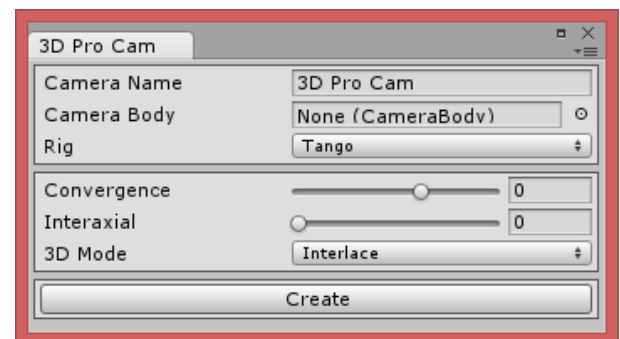 3D Pro Cam
Camera Name 3D Pro Cam
Camera Body None (CameraBody)
Rig Tango
Convergence 0
Interaxial 0
3D Mode Interlace
Create